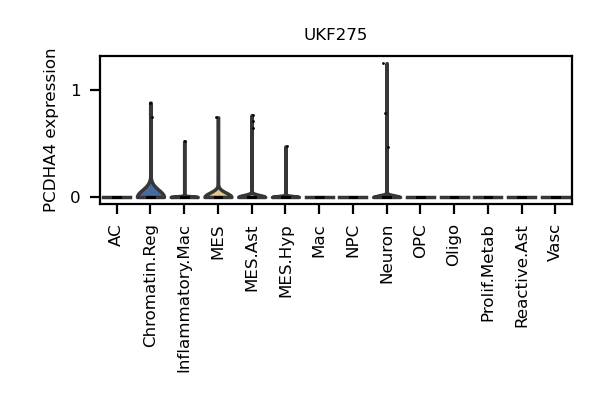 UKF275
PCDHA4 expression
1
0
AC
Chromatin.Reg
Inflammatory.Mac
MES
MES.Ast
MES.Hyp
Mac
NPC
Neuron
OPC
Oligo
Prolif.Metab
Reactive.Ast
Vasc